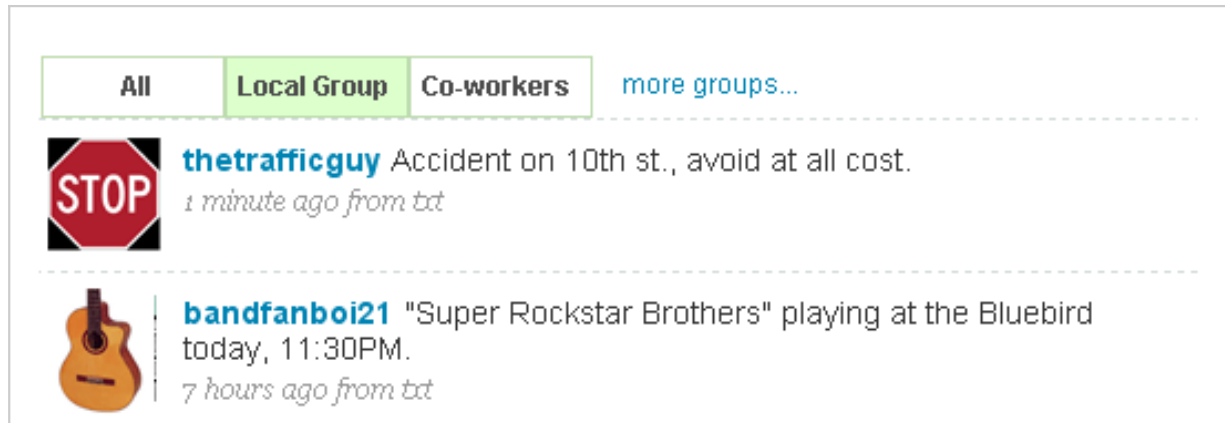 All Local Group Co-workers more groups...
STOP
thetrafficguy Accident on 10th st., avoid at all cost.
1 minute ago from txt
bandfanboi21 "Super Rockstar Brothers" playing at the Bluebird
today, 11:30PM.
7 hours ago from txt